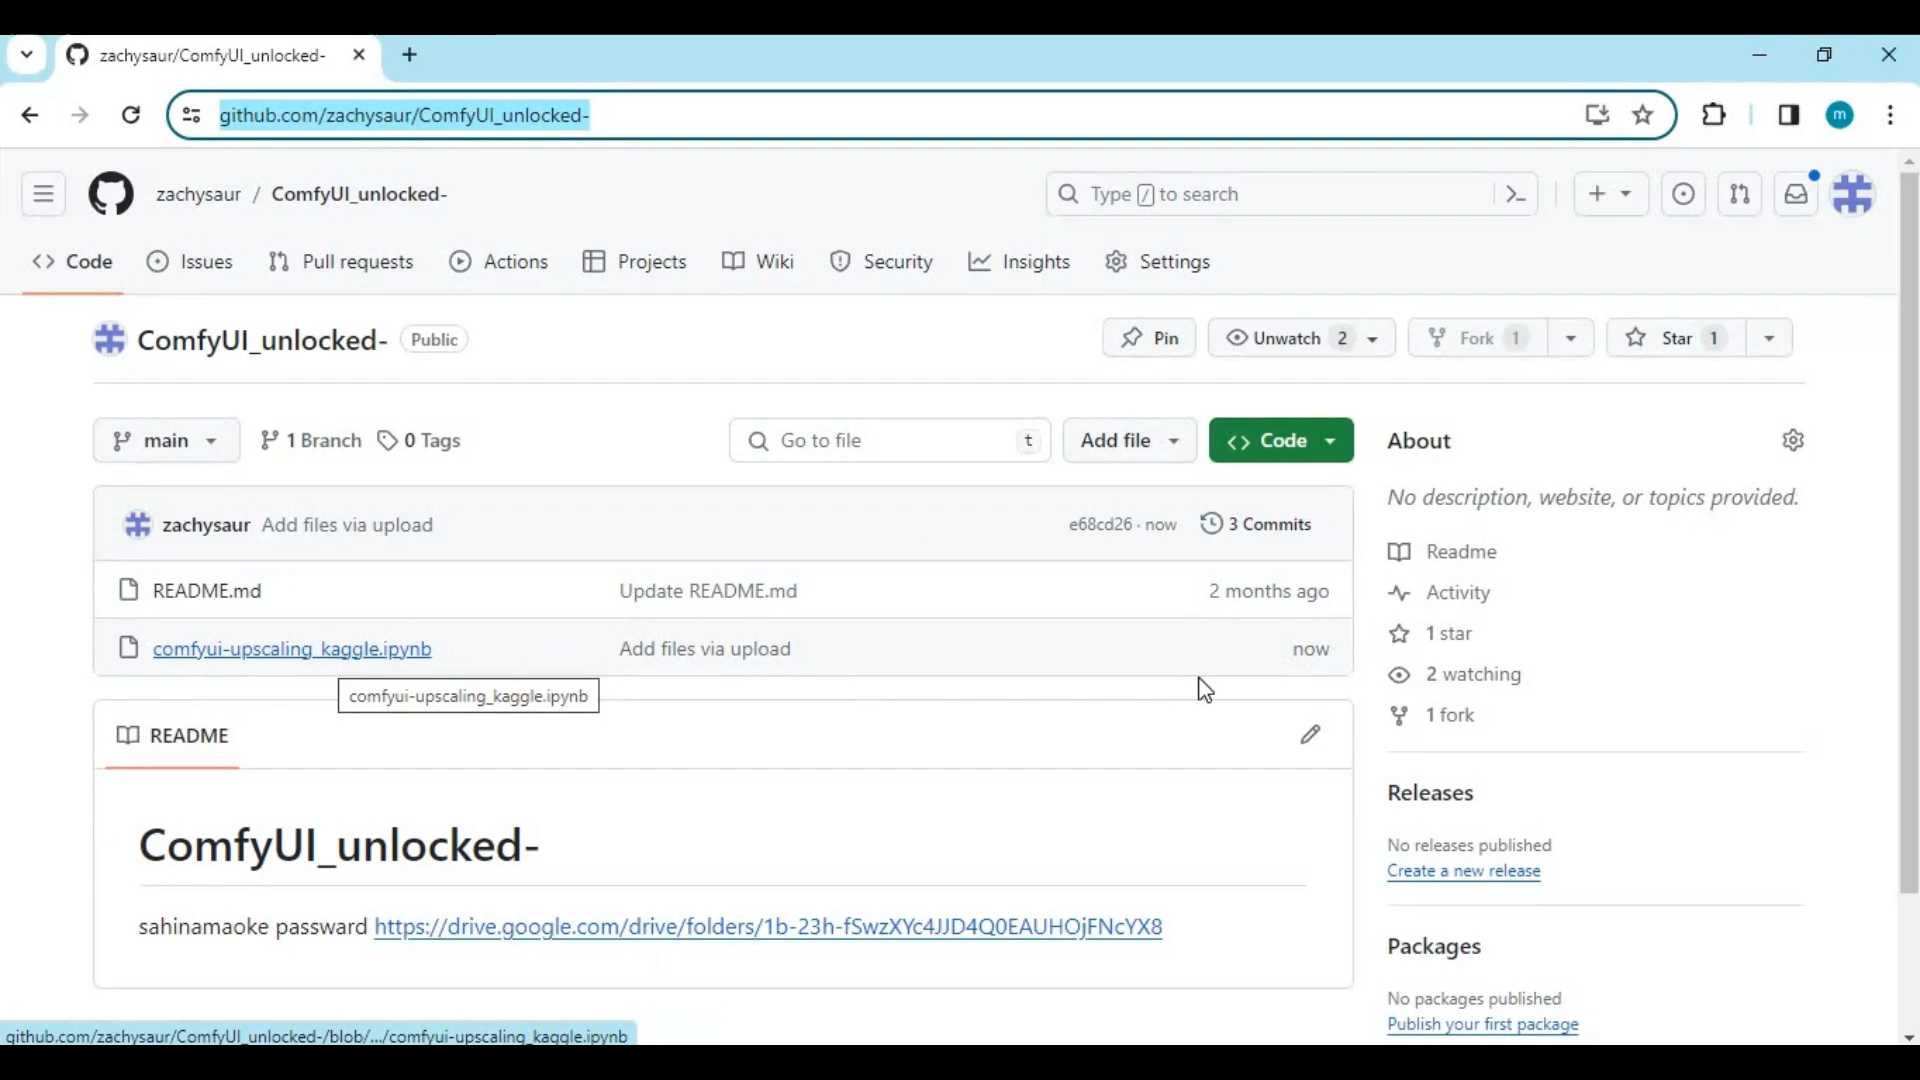 zachysaur/ComfyUI_unlocked-
github.com/zachysaur/ComfyUI_unlocked-
m
zachysaur / ComfyUI_unlocked-
Type / to search
Code Issues Pull requests Actions Projects Wiki Security Insights Settings
ComfyUI_unlocked- Public
Pin Unwatch 2 Fork 1 Star 1
main 1 Branch 0 Tags Go to file t Add file Code
About
No description, website, or topics provided.
zachysaur Add files via upload e68cd26 · now 3 Commits
Readme
README.md Update README.md 2 months ago
Activity
1 star
comfyui-upscaling_kaggle.ipynb Add files via upload now
2 watching
comfyui-upscaling_kaggle.ipynb
1 fork
README
Releases
No releases published
Create a new release
ComfyUI_unlocked-
sahinamaoke passward https://drive.google.com/drive/folders/1b-23h-fSwzXYc4JJD4Q0EAUHOjFNcYX8
Packages
No packages published
Publish your first package
github.com/zachysaur/ComfyUI_unlocked-/blob/.../comfyui-upscaling_kaggle.ipynb